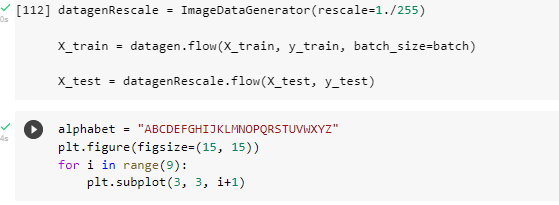 [112] datagenRescale = ImageDataGenerator(rescale=1./255)
0s
X_train = datagen.flow(X_train, y_train, batch_size=batch)
X_test = datagenRescale.flow(X_test, y_test)
4s
alphabet = "ABCDEFGHIJKLMNOPQRSTUVWXYZ"
plt.figure(figsize=(15, 15))
for i in range(9):
    plt.subplot(3, 3, i+1)